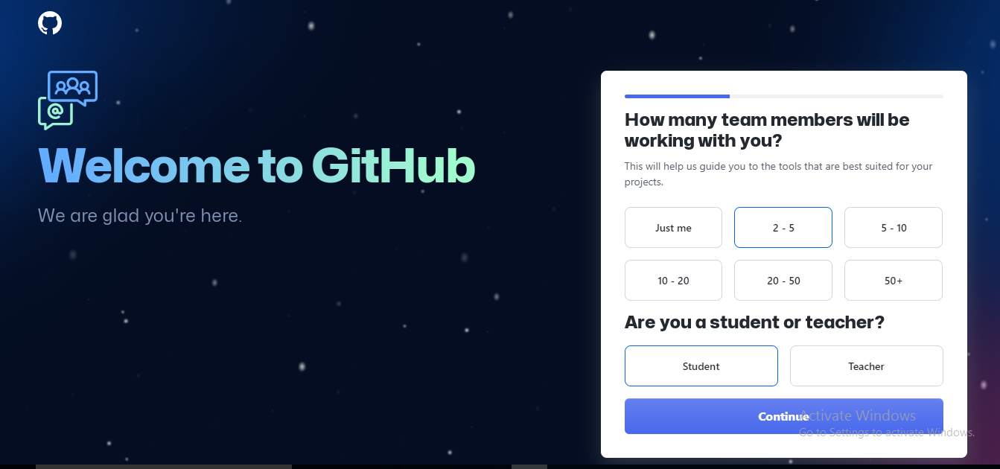 Welcome to GitHub
We are glad you're here.
How many team members will be
working with you?
This will help us guide you to the tools that are best suited for your
projects.
Just me
2 - 5
5 - 10
10 - 20
20 - 50
50+
Are you a student or teacher?
Student
Teacher
Continue
Activate Windows
Go to Settings to activate Windows.